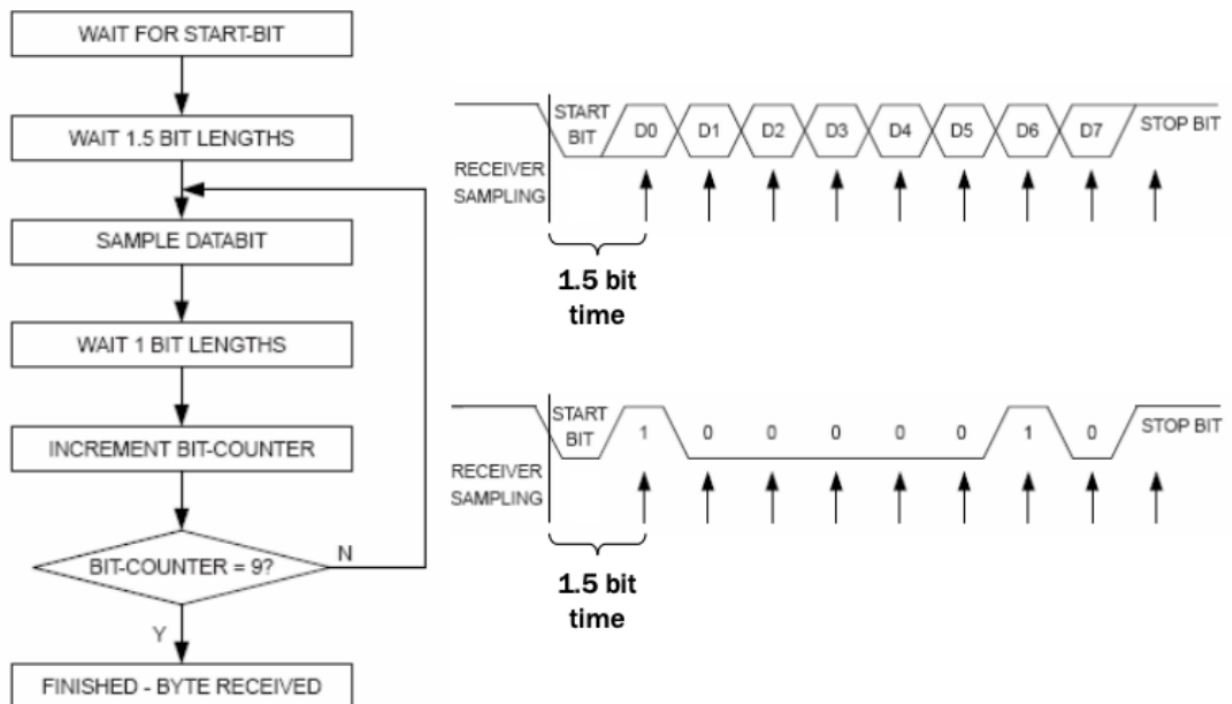 WAIT FOR START-BIT
WAIT 1.5 BIT LENGTHS
SAMPLE DATABIT
WAIT 1 BIT LENGTHS
INCREMENT BIT-COUNTER
BIT-COUNTER = 9?
N
Y
FINISHED - BYTE RECEIVED
START
BIT
D0
D1
D2
D3
D4
D5
D6
D7
STOP BIT
RECEIVER
SAMPLING
1.5 bit
time
START
BIT
1
0
0
0
0
0
1
0
STOP BIT
RECEIVER
SAMPLING
1.5 bit
time